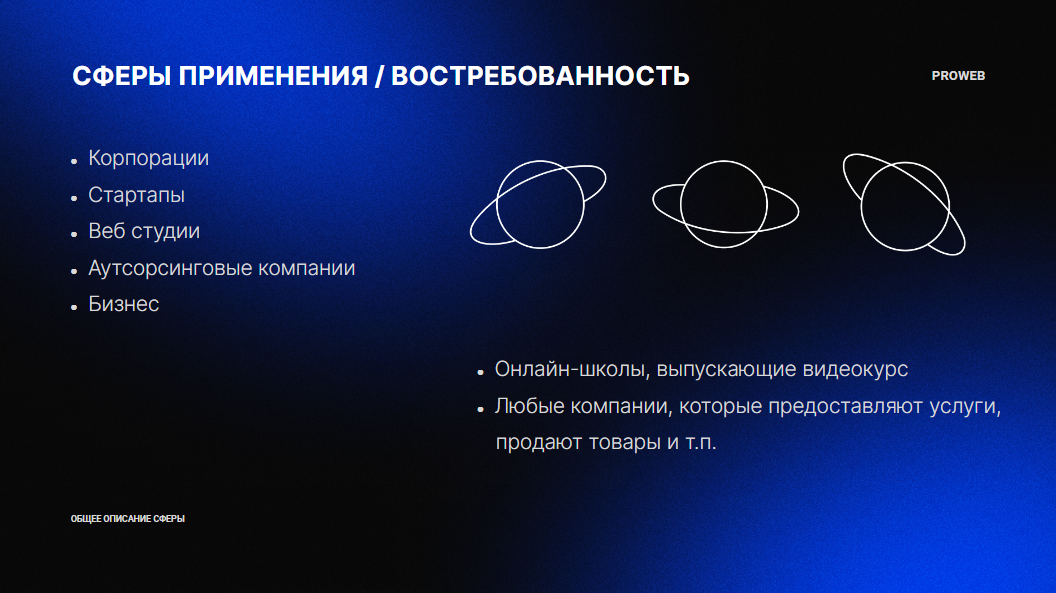 СФЕРЫ ПРИМЕНЕНИЯ / ВОСТРЕБОВАННОСТЬ
PROWEB
Корпорации
Стартапы
Веб студии
Аутсорсинговые компании
Бизнес
Онлайн-школы, выпускающие видеокурс
Любые компании, которые предоставляют услуги,
продают товары и т.п.
ОБЩЕЕ ОПИСАНИЕ СФЕРЫ